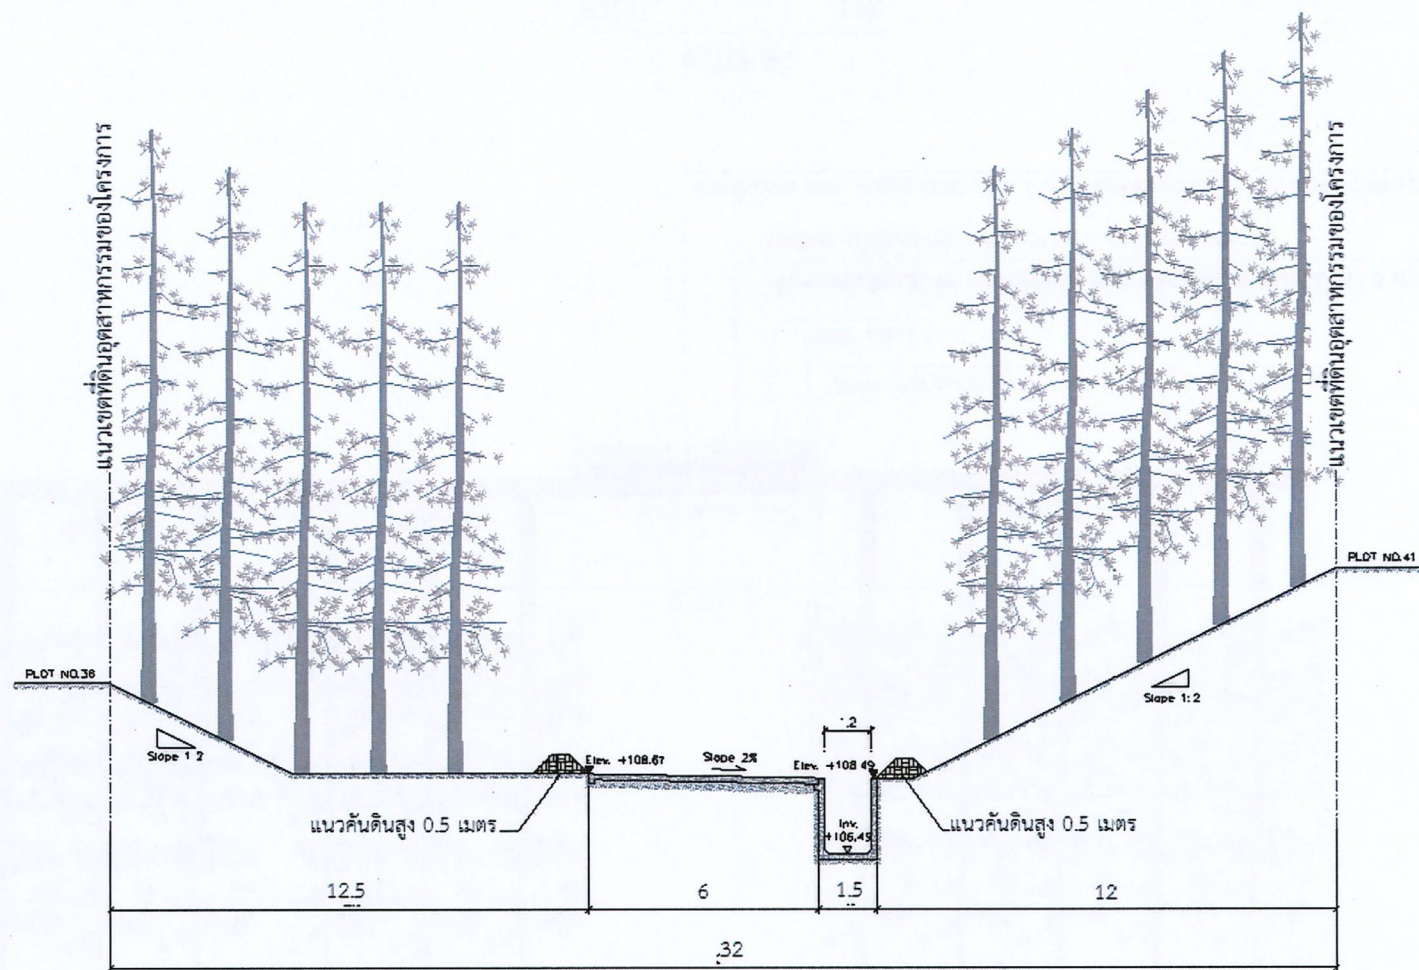 แนวเขตที่ดินอุตสาหกรรมของโครงการ
แนวเขตที่ดินอุตสาหกรรมของโครงการ
PLOT NO.41
PLOT NO.38
Slope 1:2
Slope 1:2
Elev. +108.67
Slope 2%
1.2
Elev. +108.49
Inv.
+106.49
แนวคันดินสูง 0.5 เมตร
แนวคันดินสูง 0.5 เมตร
12.5
6
1.5
12
32